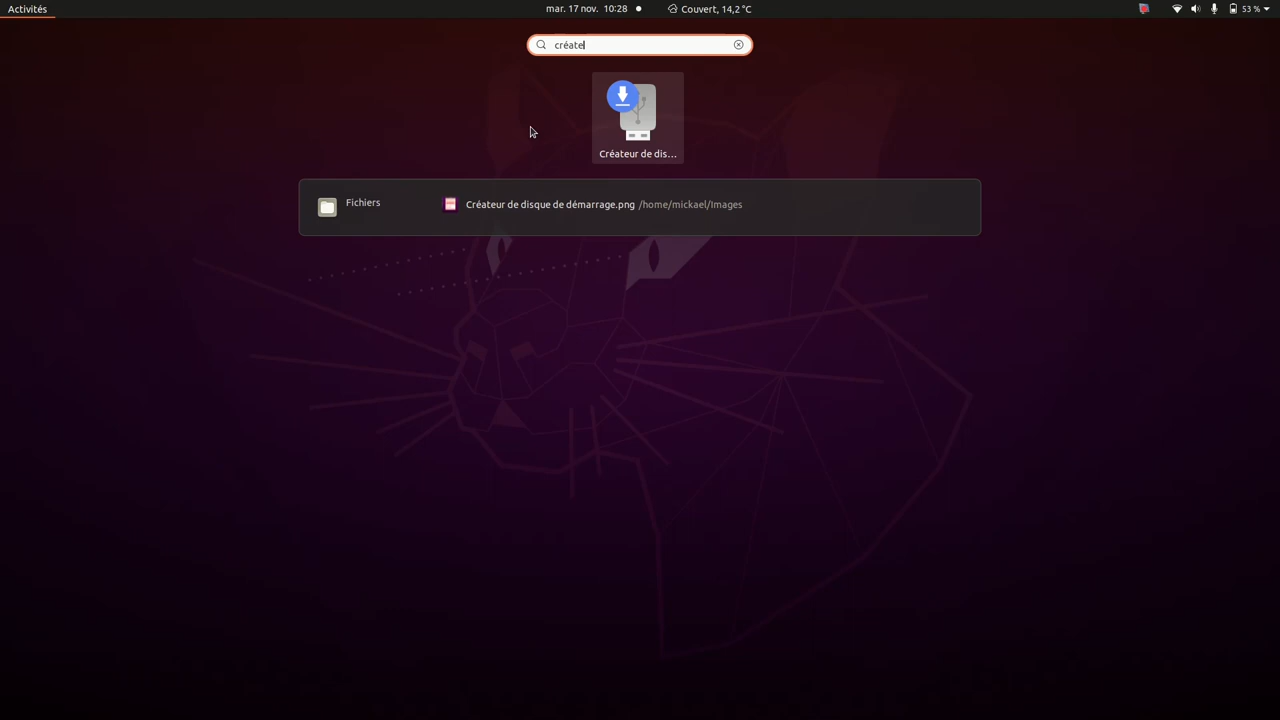 Activités
mar. 17 nov. 10:28
Couvert, 14,2 °C
53 %
créate
Créateur de dis...
Fichiers
Créateur de disque de démarrage.png /home/mickael/Images